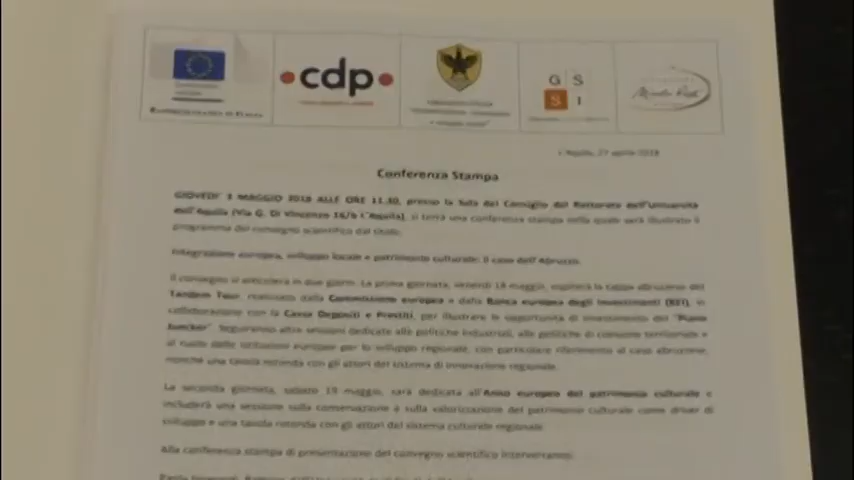 cdp
G S
S I
L'Aquila, 27 aprile 2018
Conferenza Stampa
GIOVEDI' 3 MAGGIO 2018 ALLE ORE 11.30, presso la Sala del Consiglio del Rettorato dell'Università
dell'Aquila (Via G. Di Vincenzo 16/b L'Aquila), si terrà una conferenza stampa nella quale sarà illustrato il
programma del convegno scientifico dal titolo:
Integrazione europea, sviluppo locale e patrimonio culturale: il caso dell'Abruzzo.
Il convegno si articolerà in due giorni. La prima giornata, venerdì 18 maggio, ospiterà la tappa abruzzese del
Tandem Tour, realizzato dalla Commissione europea e dalla Banca europea degli investimenti (BEI), in
collaborazione con la Cassa Depositi e Prestiti, per illustrare le opportunità di investimento del "Piano
Juncker". Seguiranno altre sessioni dedicate alle politiche industriali, alle politiche di coesione territoriale e
al ruolo delle istituzioni europee per lo sviluppo regionale, con particolare riferimento al caso abruzzese,
nonché una tavola rotonda con gli attori del sistema di innovazione regionale.
La seconda giornata, sabato 19 maggio, sarà dedicata all'Anno europeo del patrimonio culturale e
includerà una sessione sulla conservazione e sulla valorizzazione del patrimonio culturale come driver di
sviluppo e una tavola rotonda con gli attori del sistema culturale regionale.
Alla conferenza stampa di presentazione del convegno scientifico interverranno: